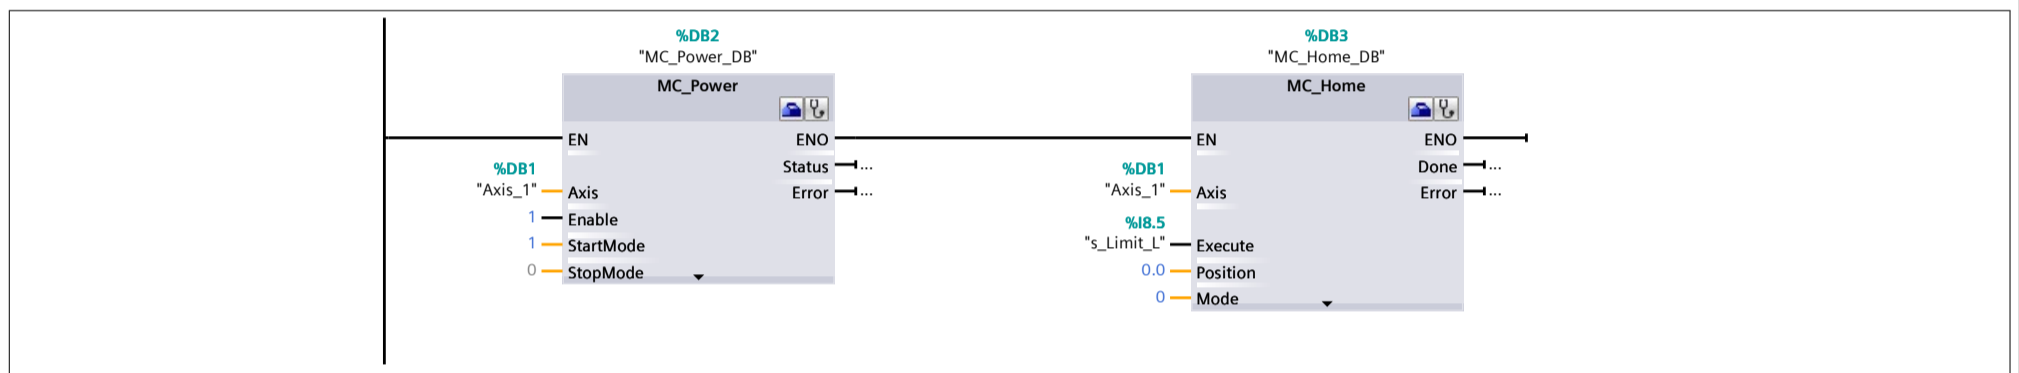 %DB2
"MC_Power_DB"
MC_Power
EN
ENO
Status
...
%DB1
"Axis_1"
Axis
Error
...
1
Enable
1
StartMode
0
StopMode
%DB3
"MC_Home_DB"
MC_Home
EN
ENO
Done
...
%DB1
"Axis_1"
Axis
Error
...
%I8.5
"s_Limit_L"
Execute
0.0
Position
0
Mode